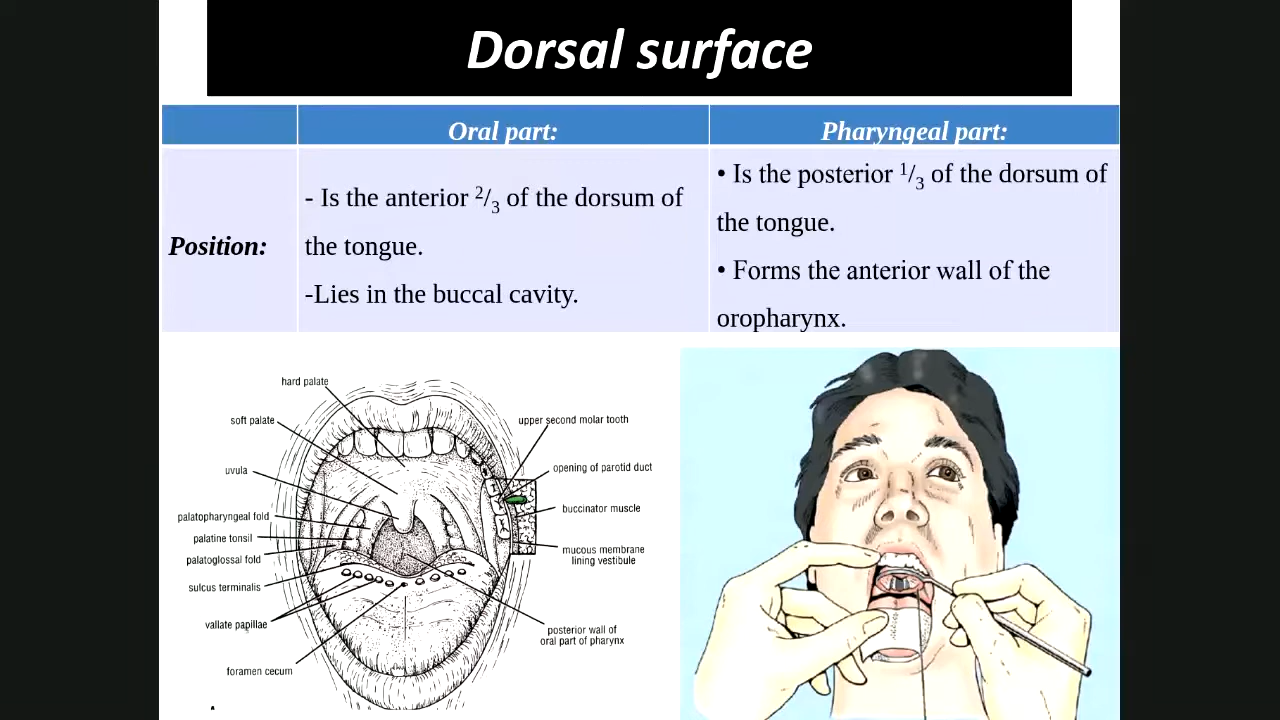 Dorsal surface
Oral part:
Pharyngeal part:
Position:
- Is the anterior 2/3 of the dorsum of
the tongue.
-Lies in the buccal cavity.
• Is the posterior 1/3 of the dorsum of
the tongue.
• Forms the anterior wall of the
oropharynx.
hard palate
soft palate
uvula
palatopharyngeal fold
palatine tonsil
palatoglossal fold
sulcus terminalis
vallate papillae
foramen cecum
upper second molar tooth
opening of parotid duct
buccinator muscle
mucous membrane
lining vestibule
posterior wall of
oral part of pharynx